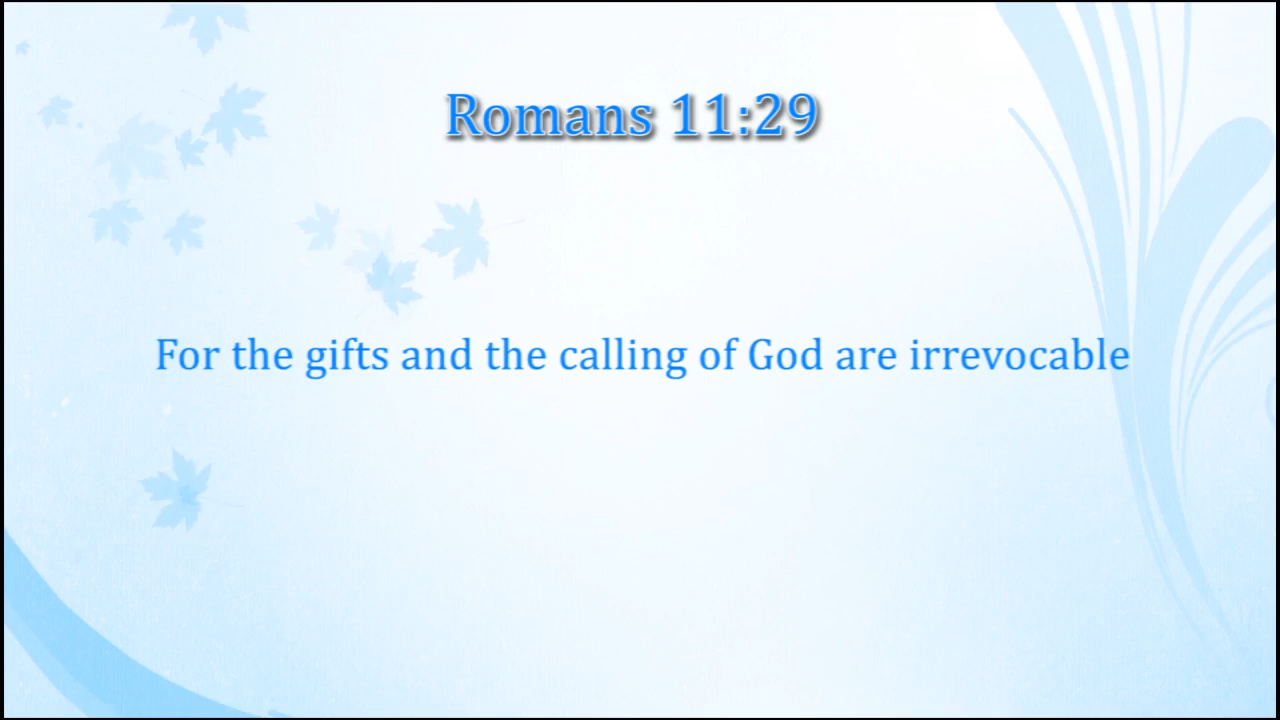 Romans 11:29
For the gifts and the calling of God are irrevocable